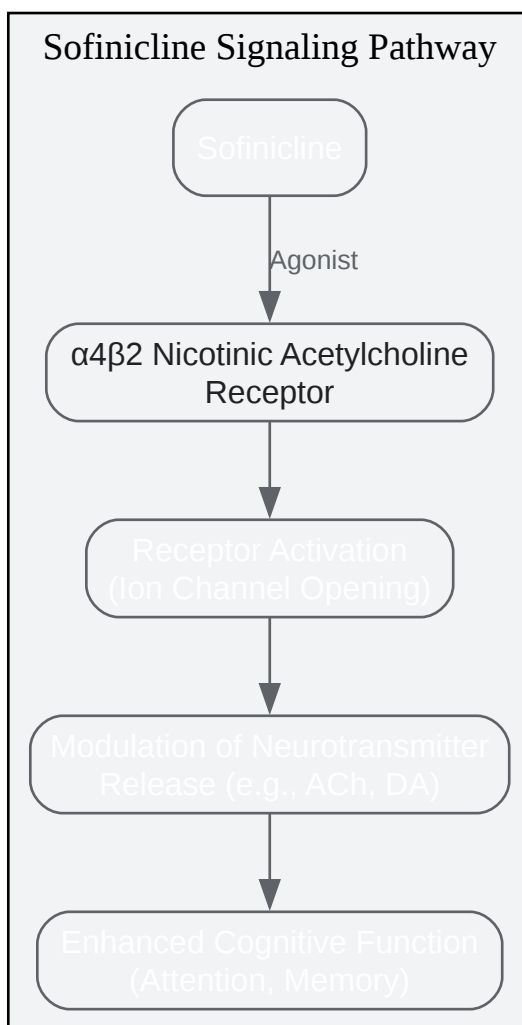 Sofinicline Signaling Pathway
Sofinicline
Agonist
α4β2 Nicotinic Acetylcholine
Receptor
Receptor Activation
(Ion Channel Opening)
Modulation of Neurotransmitter
Release (e.g., ACh, DA)
Enhanced Cognitive Function
(Attention, Memory)